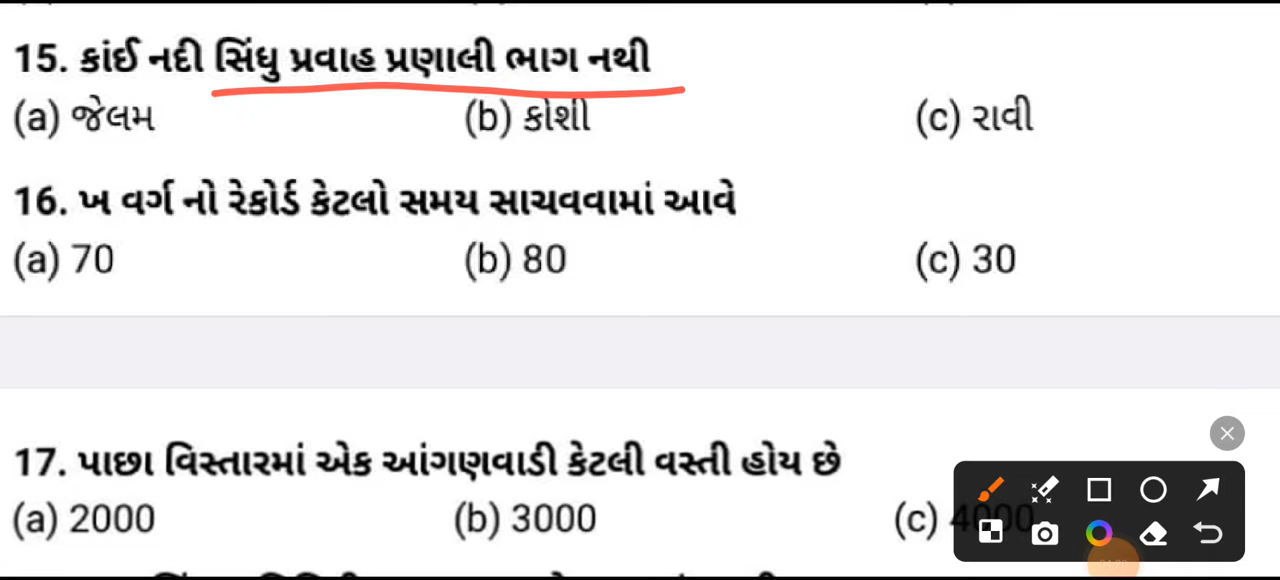 15. કાંઈ નદી સિંધુ પ્રવાહ પ્રણાલી ભાગ નથી
(a) જેલમ (b) કોશી (c) રાવી
16. ખ વર્ગ નો રેકોર્ડ કેટલો સમય સાચવવામાં આવે
(a) 70 (b) 80 (c) 30
17. પાછા વિસ્તારમાં એક આંગણવાડી કેટલી વસ્તી હોય છે
(a) 2000 (b) 3000 (c) 4000